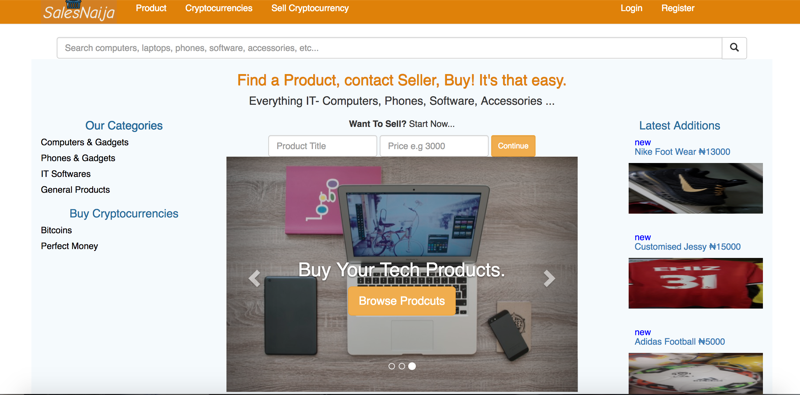 SalesNaija
Product
Cryptocurrencies
Sell Cryptocurrency
Login
Register
Search computers, laptops, phones, software, accessories, etc...
Find a Product, contact Seller, Buy! It's that easy.
Everything IT- Computers, Phones, Software, Accessories ...
Our Categories
Computers & Gadgets
Phones & Gadgets
IT Softwares
General Products
Buy Cryptocurrencies
Bitcoins
Perfect Money
Want To Sell? Start Now...
Product Title
Price e.g 3000
Continue
Logo
Buy Your Tech Products.
Browse Prodcuts
Latest Additions
new
Nike Foot Wear ₦13000
new
Customised Jessy ₦15000
EMIZ
31
new
Adidas Football ₦5000